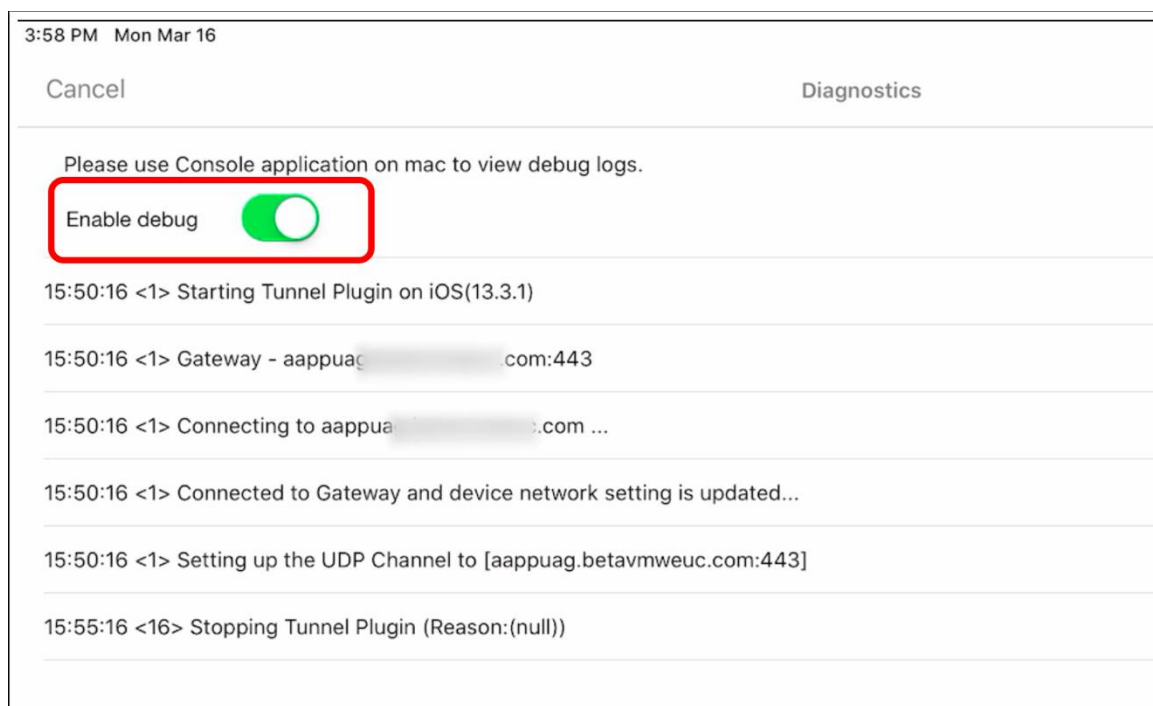 3:58 PM Mon Mar 16
Cancel
Diagnostics
Please use Console application on mac to view debug logs.
Enable debug
15:50:16 <1> Starting Tunnel Plugin on iOS(13.3.1)
15:50:16 <1> Gateway - aappuag .com:443
15:50:16 <1> Connecting to aappua .com ...
15:50:16 <1> Connected to Gateway and device network setting is updated...
15:50:16 <1> Setting up the UDP Channel to [aappuag.betavmweuc.com:443]
15:55:16 <16> Stopping Tunnel Plugin (Reason:(null))